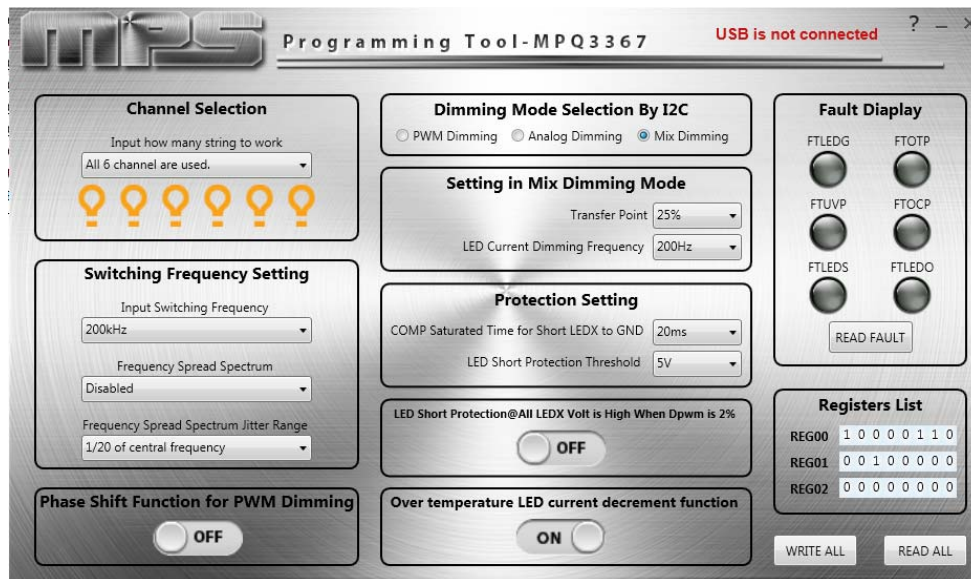 MPS
Programming Tool-MPQ3367
USB is not connected
? – ×
Channel Selection
Input how many string to work
All 6 channel are used.
Switching Frequency Setting
Input Switching Frequency
200kHz
Frequency Spread Spectrum
Disabled
Frequency Spread Spectrum Jitter Range
1/20 of central frequency
Phase Shift Function for PWM Dimming
OFF
Dimming Mode Selection By I2C
PWM Dimming Analog Dimming Mix Dimming
Setting in Mix Dimming Mode
Transfer Point 25%
LED Current Dimming Frequency 200Hz
Protection Setting
COMP Saturated Time for Short LEDX to GND 20ms
LED Short Protection Threshold 5V
LED Short Protection@All LEDX Volt is High When Dpwm is 2%
OFF
Over temperature LED current decrement function
ON
Fault Diaplay
FTLEDG FTOTP
FTUVP FTOCP
FTLEDS FTLEDO
READ FAULT
Registers List
REG00 1 0 0 0 0 1 1 0
REG01 0 0 1 0 0 0 0 0
REG02 0 0 0 0 0 0 0 0
WRITE ALL READ ALL